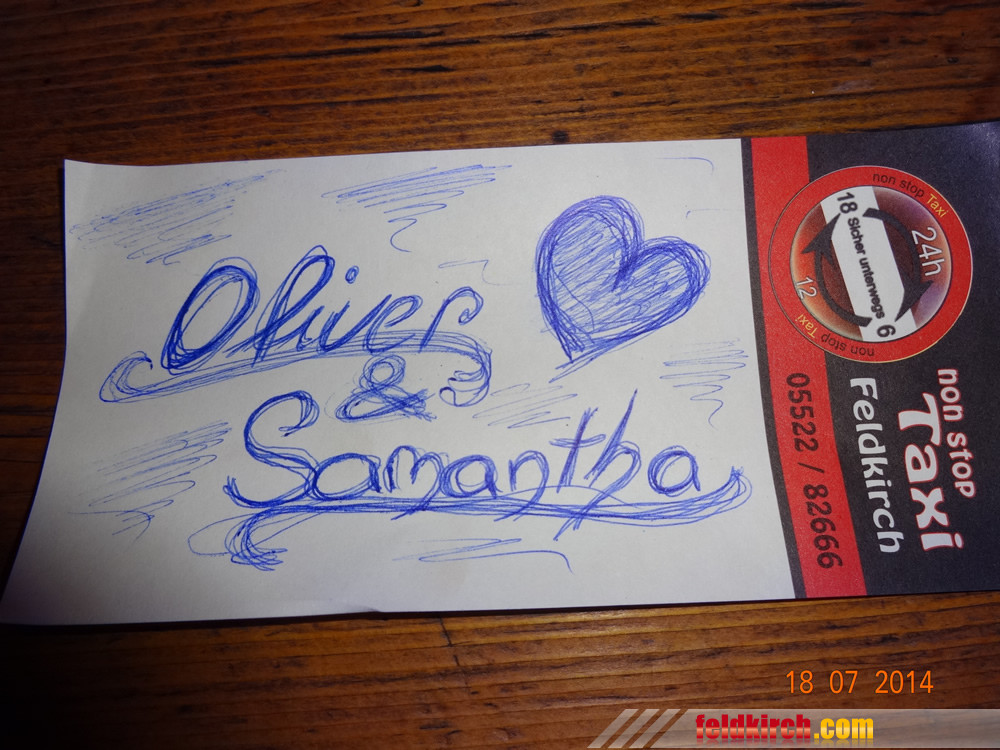 Oliver
&
Samantha
non stop Taxi
24h
18 Sicher unterwegs 6
12
non stop Taxi
non stop
Taxi
Feldkirch
05522 / 82666
18 07 2014
feldkirch.com